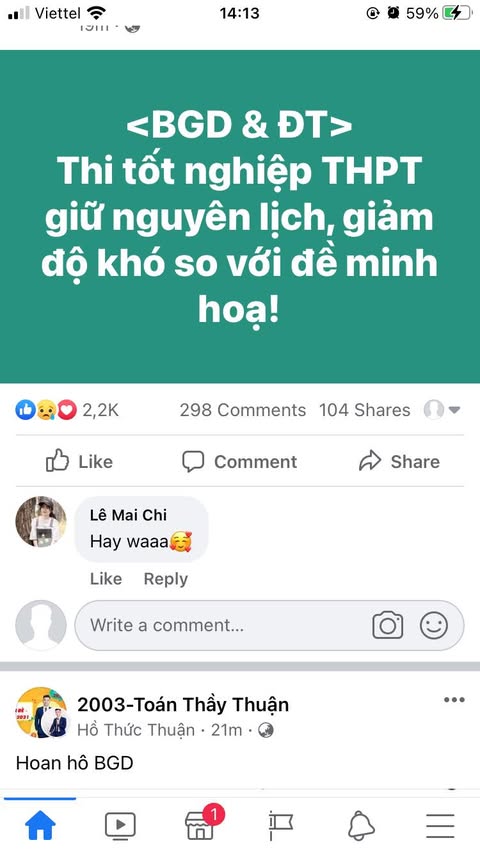 Viettel 14:13 59%
19m ·
<BGD & ĐT>
Thi tốt nghiệp THPT
giữ nguyên lịch, giảm
độ khó so với đề minh
hoạ!
2,2K 298 Comments 104 Shares
Like Comment Share
Lê Mai Chi
Hay waaa🥰
Like Reply
Write a comment...
2003-Toán Thầy Thuận
Hồ Thức Thuận · 21m ·
Hoan hô BGD
1